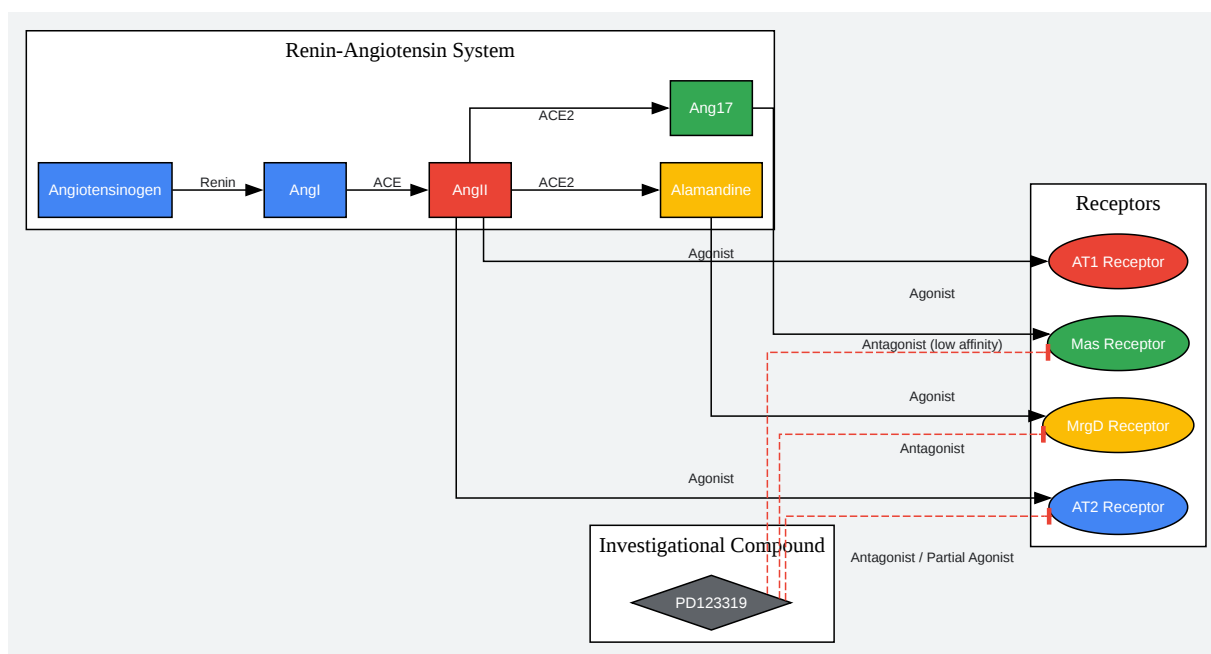 Renin-Angiotensin System
Ang17
ACE2
Angiotensinogen
Renin
AngI
ACE
AngII
ACE2
Alamandine
Receptors
Agonist
AT1 Receptor
Agonist
Antagonist (low affinity)
Mas Receptor
Agonist
MrgD Receptor
Antagonist
Agonist
AT2 Receptor
Investigational Compound
Antagonist / Partial Agonist
PD123319